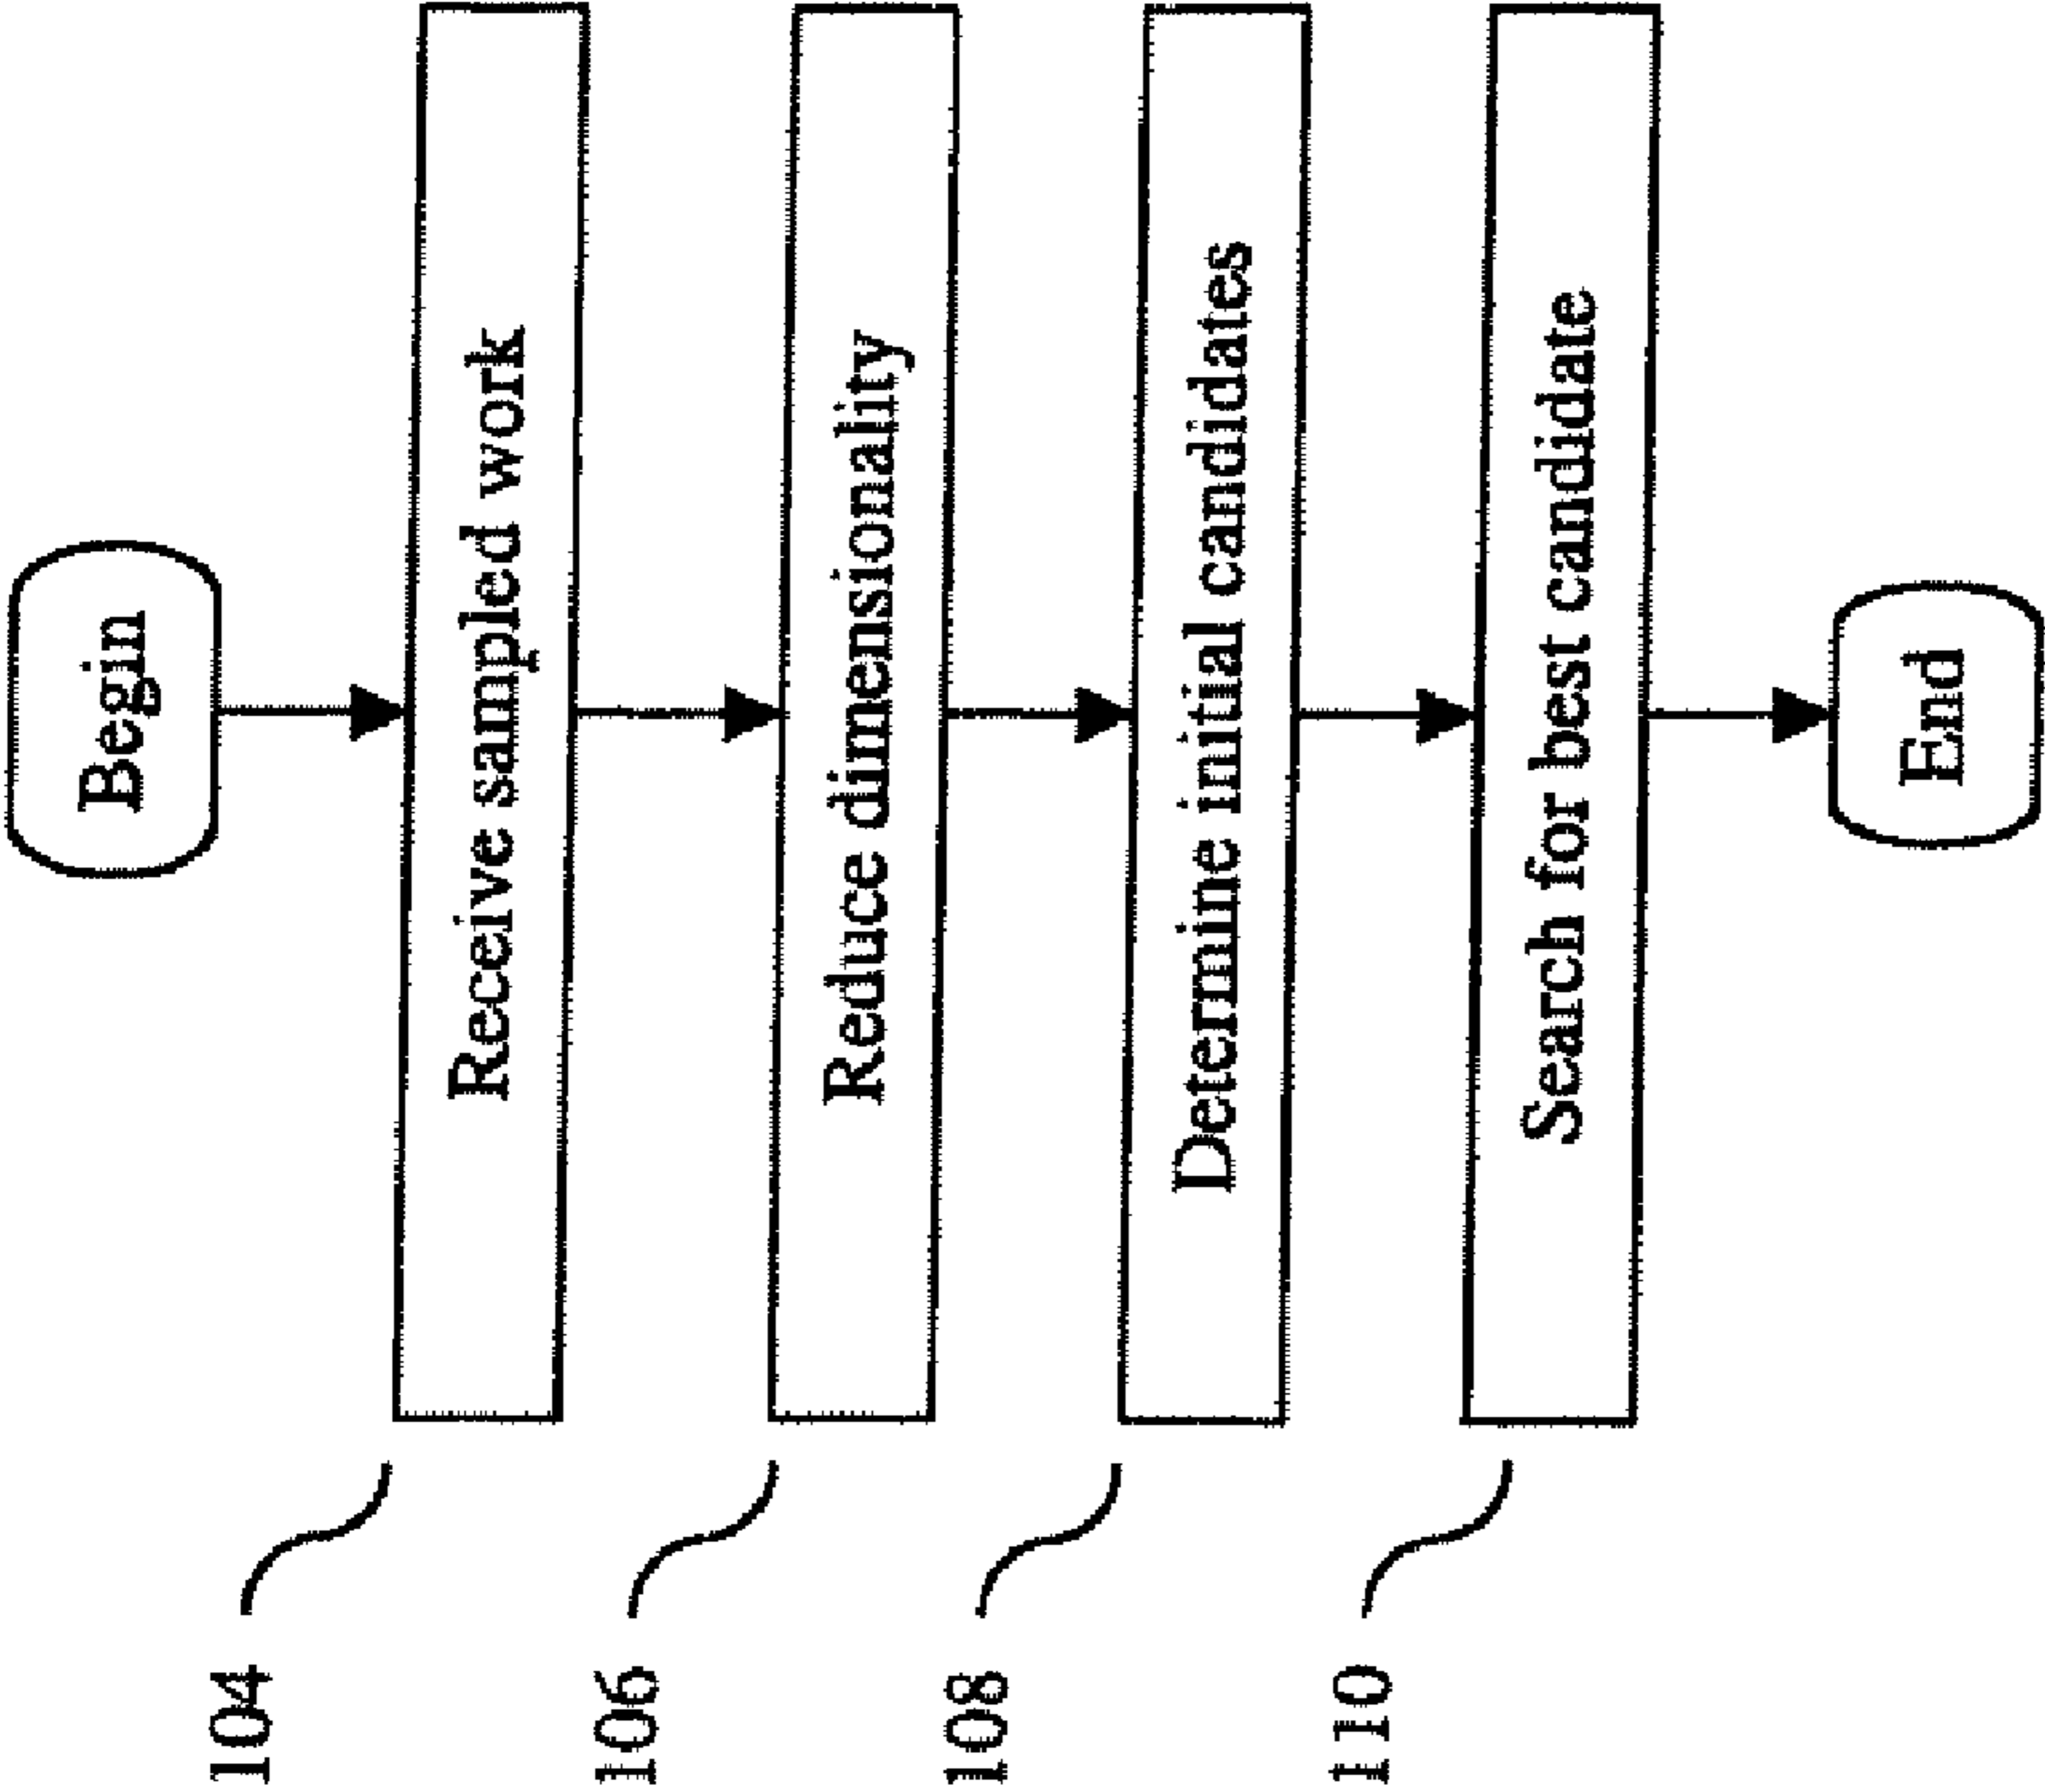 Begin
104
Receive sampled work
106
Reduce dimensionality
108
Determine initial candidates
110
Search for best candidate
End